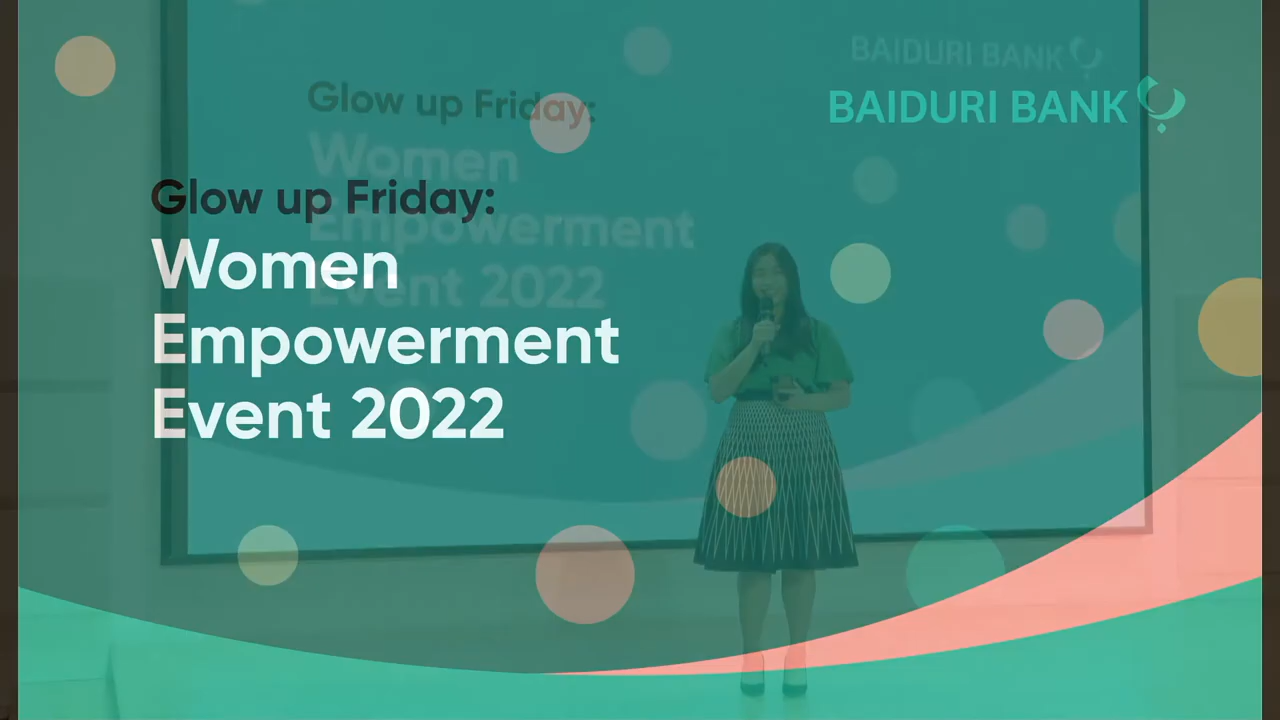 BAIDURI BANK
BAIDURI BANK
Glow up Friday:
Women
Empowerment
Event 2022
Glow up Friday:
Women
Empowerment
Event 2022